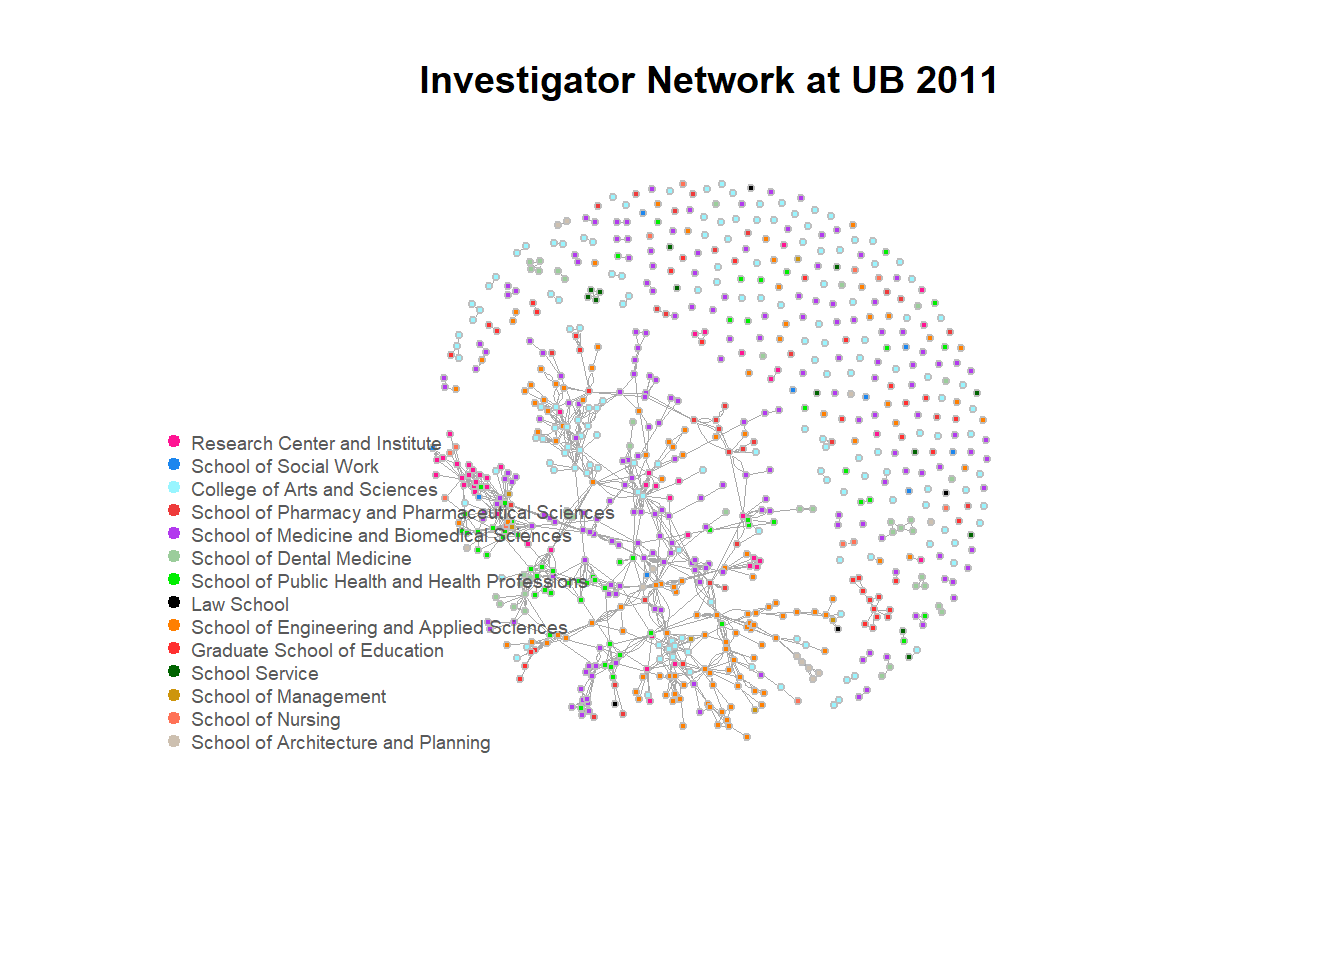 Investigator Network at UB 2011
Research Center and Institute
School of Social Work
College of Arts and Sciences
School of Pharmacy and Pharmaceutical Sciences
School of Medicine and Biomedical Sciences
School of Dental Medicine
School of Public Health and Health Professions
Law School
School of Engineering and Applied Sciences
Graduate School of Education
School Service
School of Management
School of Nursing
School of Architecture and Planning